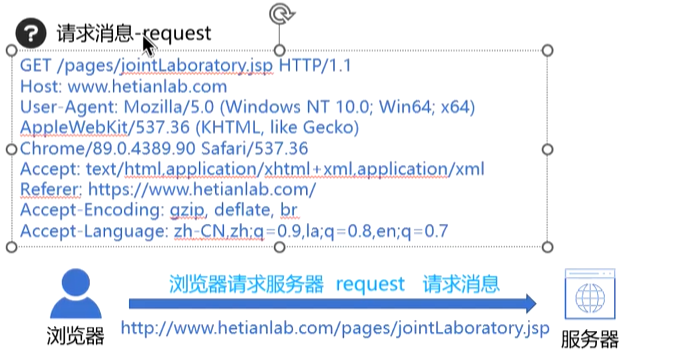 ? 请求消息-request
GET /pages/jointLaboratory.jsp HTTP/1.1
Host: www.hetianlab.com
User-Agent: Mozilla/5.0 (Windows NT 10.0; Win64; x64)
AppleWebKit/537.36 (KHTML, like Gecko)
Chrome/89.0.4389.90 Safari/537.36
Accept: text/html,application/xhtml+xml,application/xml
Referer: https://www.hetianlab.com/
Accept-Encoding: gzip, deflate, br
Accept-Language: zh-CN,zh;q=0.9,la;q=0.8,en;q=0.7
浏览器请求服务器 request 请求消息
http://www.hetianlab.com/pages/jointLaboratory.jsp
浏览器
服务器